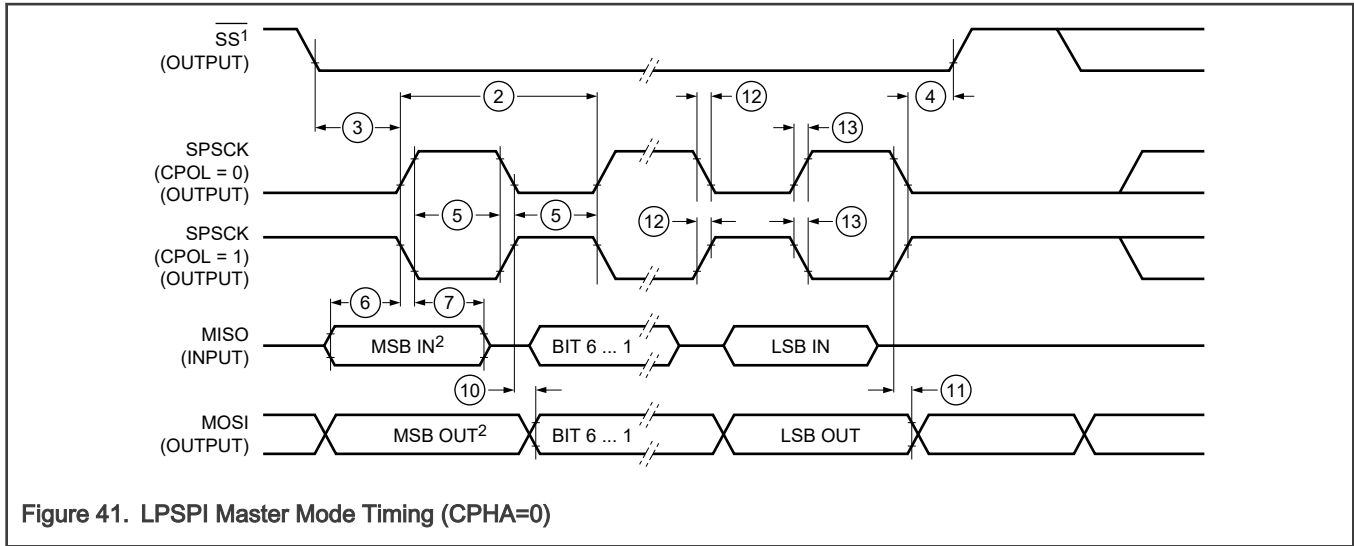 SS1
(OUTPUT)
2
12
4
3
13
SPSCK
(CPOL = 0)
(OUTPUT)
5
5
12
13
SPSCK
(CPOL = 1)
(OUTPUT)
6
7
MISO
(INPUT)
MSB IN2
BIT 6 ... 1
LSB IN
10
11
MOSI
(OUTPUT)
MSB OUT2
BIT 6 ... 1
LSB OUT
Figure 41. LPSPI Master Mode Timing (CPHA=0)